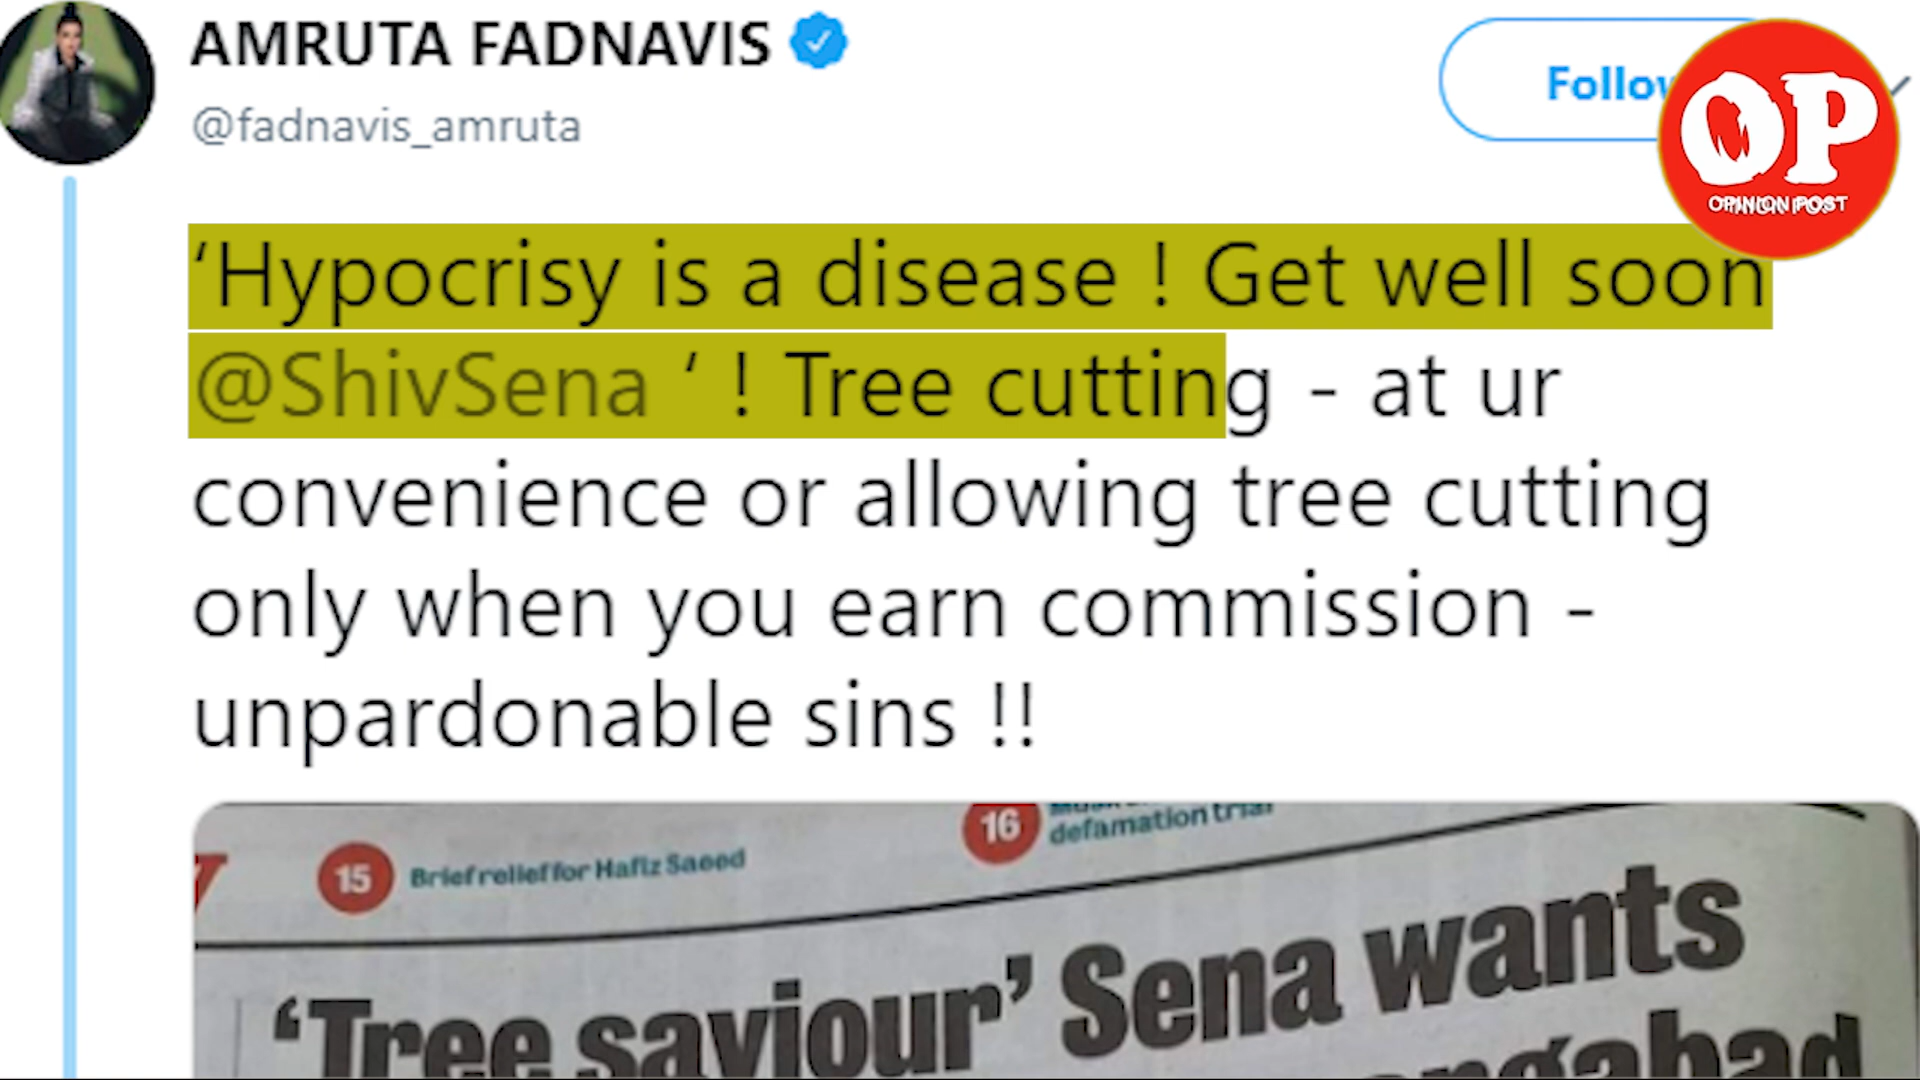 AMRUTA FADNAVIS
@fadnavis_amruta
Follow
OP
OPINION POST
‘Hypocrisy is a disease ! Get well soon
@ShivSena ‘ ! Tree cutting - at ur
convenience or allowing tree cutting
only when you earn commission -
unpardonable sins !!
16
defamation trial
15 Brief relief for Hafiz Saeed
‘Tree saviour’ Sena wants